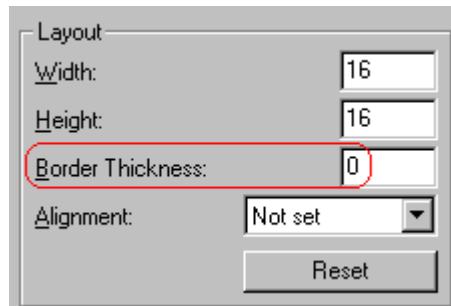 Layout
Width: 16
Height: 16
Border Thickness: 0
Alignment: Not set
Reset